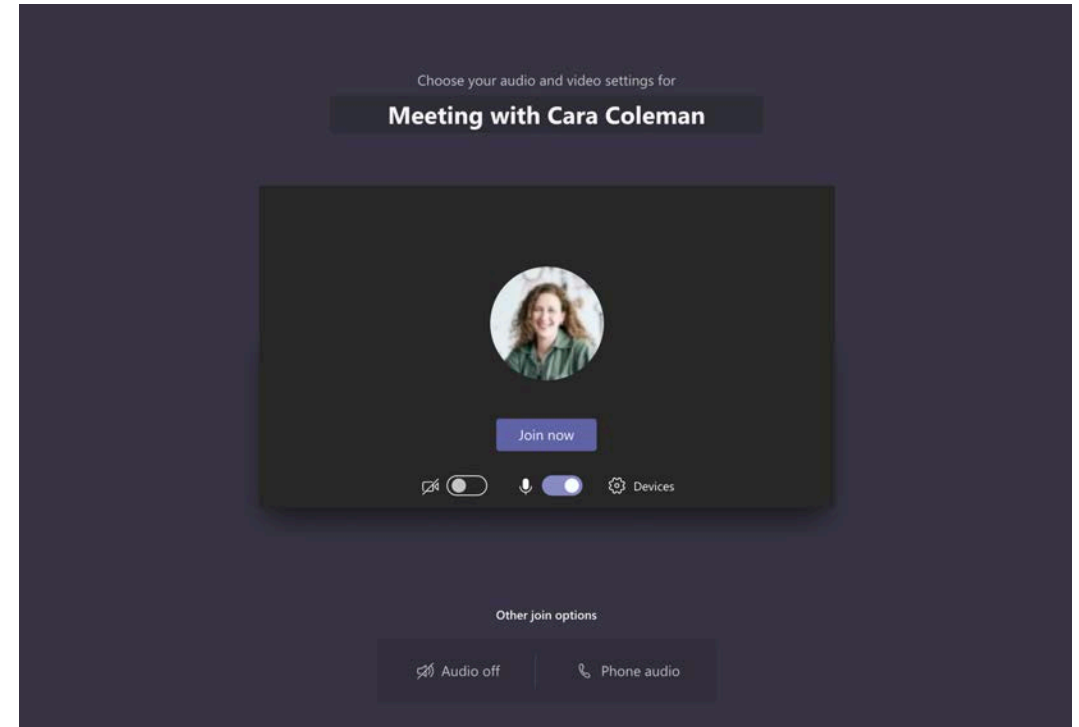 Choose your audio and video settings for
Meeting with Cara Coleman
Join now
Devices
Other join options
Audio off
Phone audio